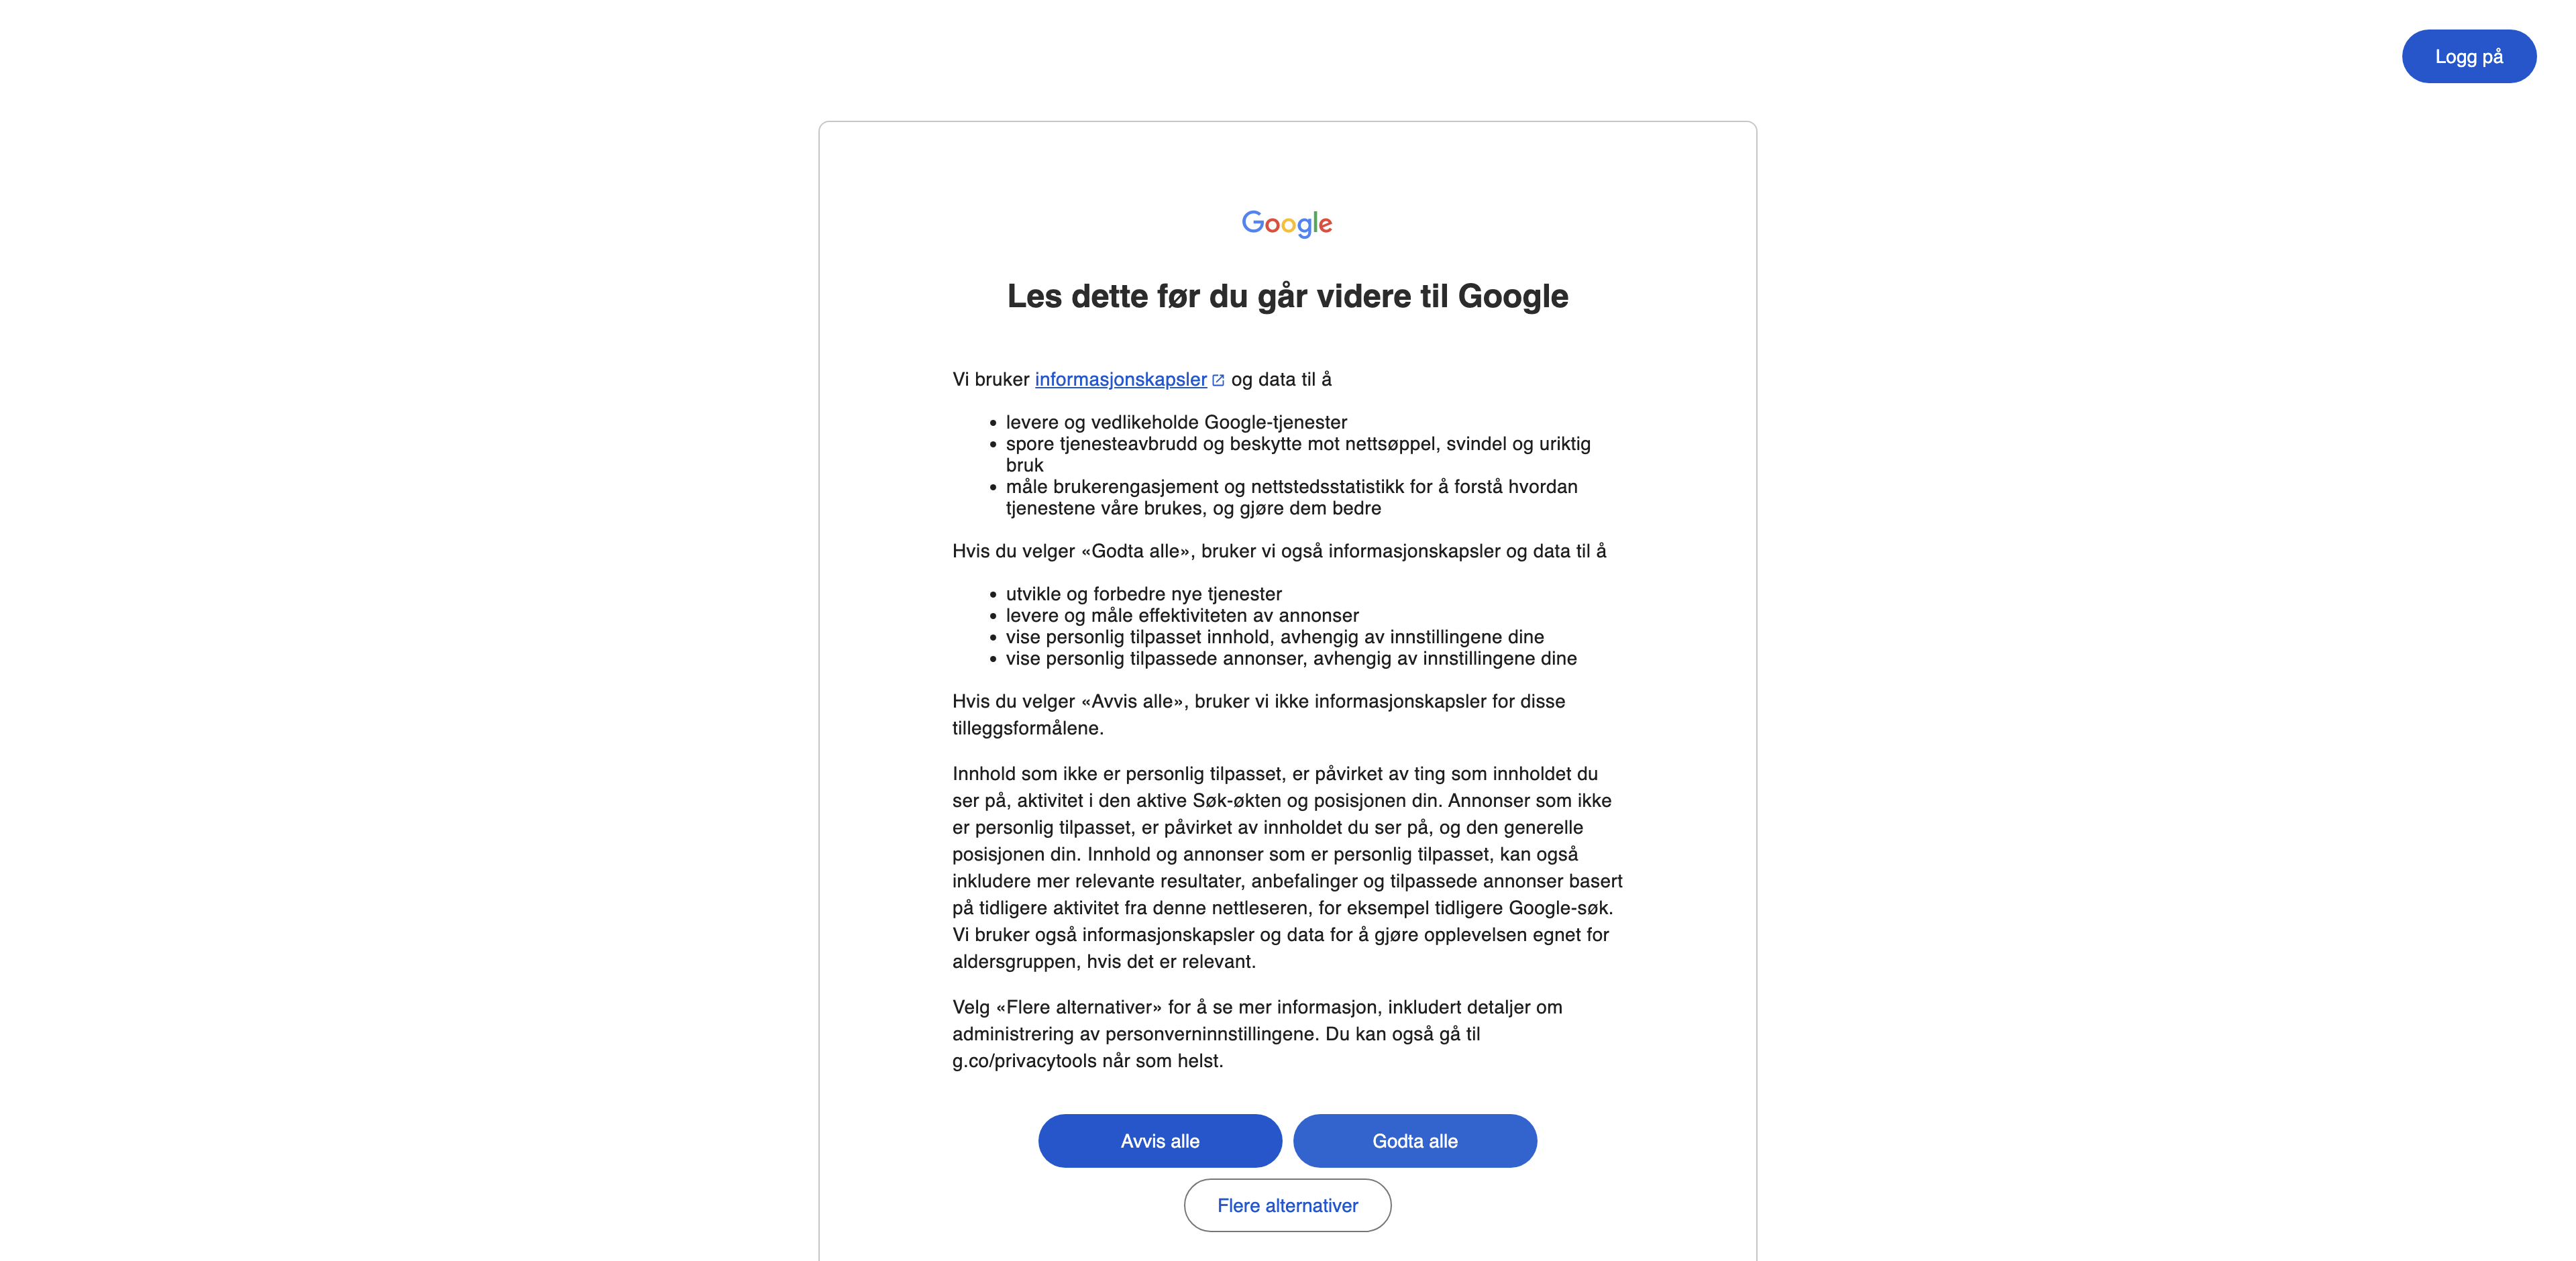 Logg på
Google
Les dette før du går videre til Google
Vi bruker informasjonskapsler og data til å
levere og vedlikeholde Google-tjenester
spore tjenesteavbrudd og beskytte mot nettsøppel, svindel og uriktig
bruk
måle brukerengasjement og nettstedsstatistikk for å forstå hvordan
tjenestene våre brukes, og gjøre dem bedre
Hvis du velger «Godta alle», bruker vi også informasjonskapsler og data til å
utvikle og forbedre nye tjenester
levere og måle effektiviteten av annonser
vise personlig tilpasset innhold, avhengig av innstillingene dine
vise personlig tilpassede annonser, avhengig av innstillingene dine
Hvis du velger «Avvis alle», bruker vi ikke informasjonskapsler for disse
tilleggsformålene.
Innhold som ikke er personlig tilpasset, er påvirket av ting som innholdet du
ser på, aktivitet i den aktive Søk-økten og posisjonen din. Annonser som ikke
er personlig tilpasset, er påvirket av innholdet du ser på, og den generelle
posisjonen din. Innhold og annonser som er personlig tilpasset, kan også
inkludere mer relevante resultater, anbefalinger og tilpassede annonser basert
på tidligere aktivitet fra denne nettleseren, for eksempel tidligere Google-søk.
Vi bruker også informasjonskapsler og data for å gjøre opplevelsen egnet for
aldersgruppen, hvis det er relevant.
Velg «Flere alternativer» for å se mer informasjon, inkludert detaljer om
administrering av personverninnstillingene. Du kan også gå til
g.co/privacytools når som helst.
Avvis alle
Godta alle
Flere alternativer